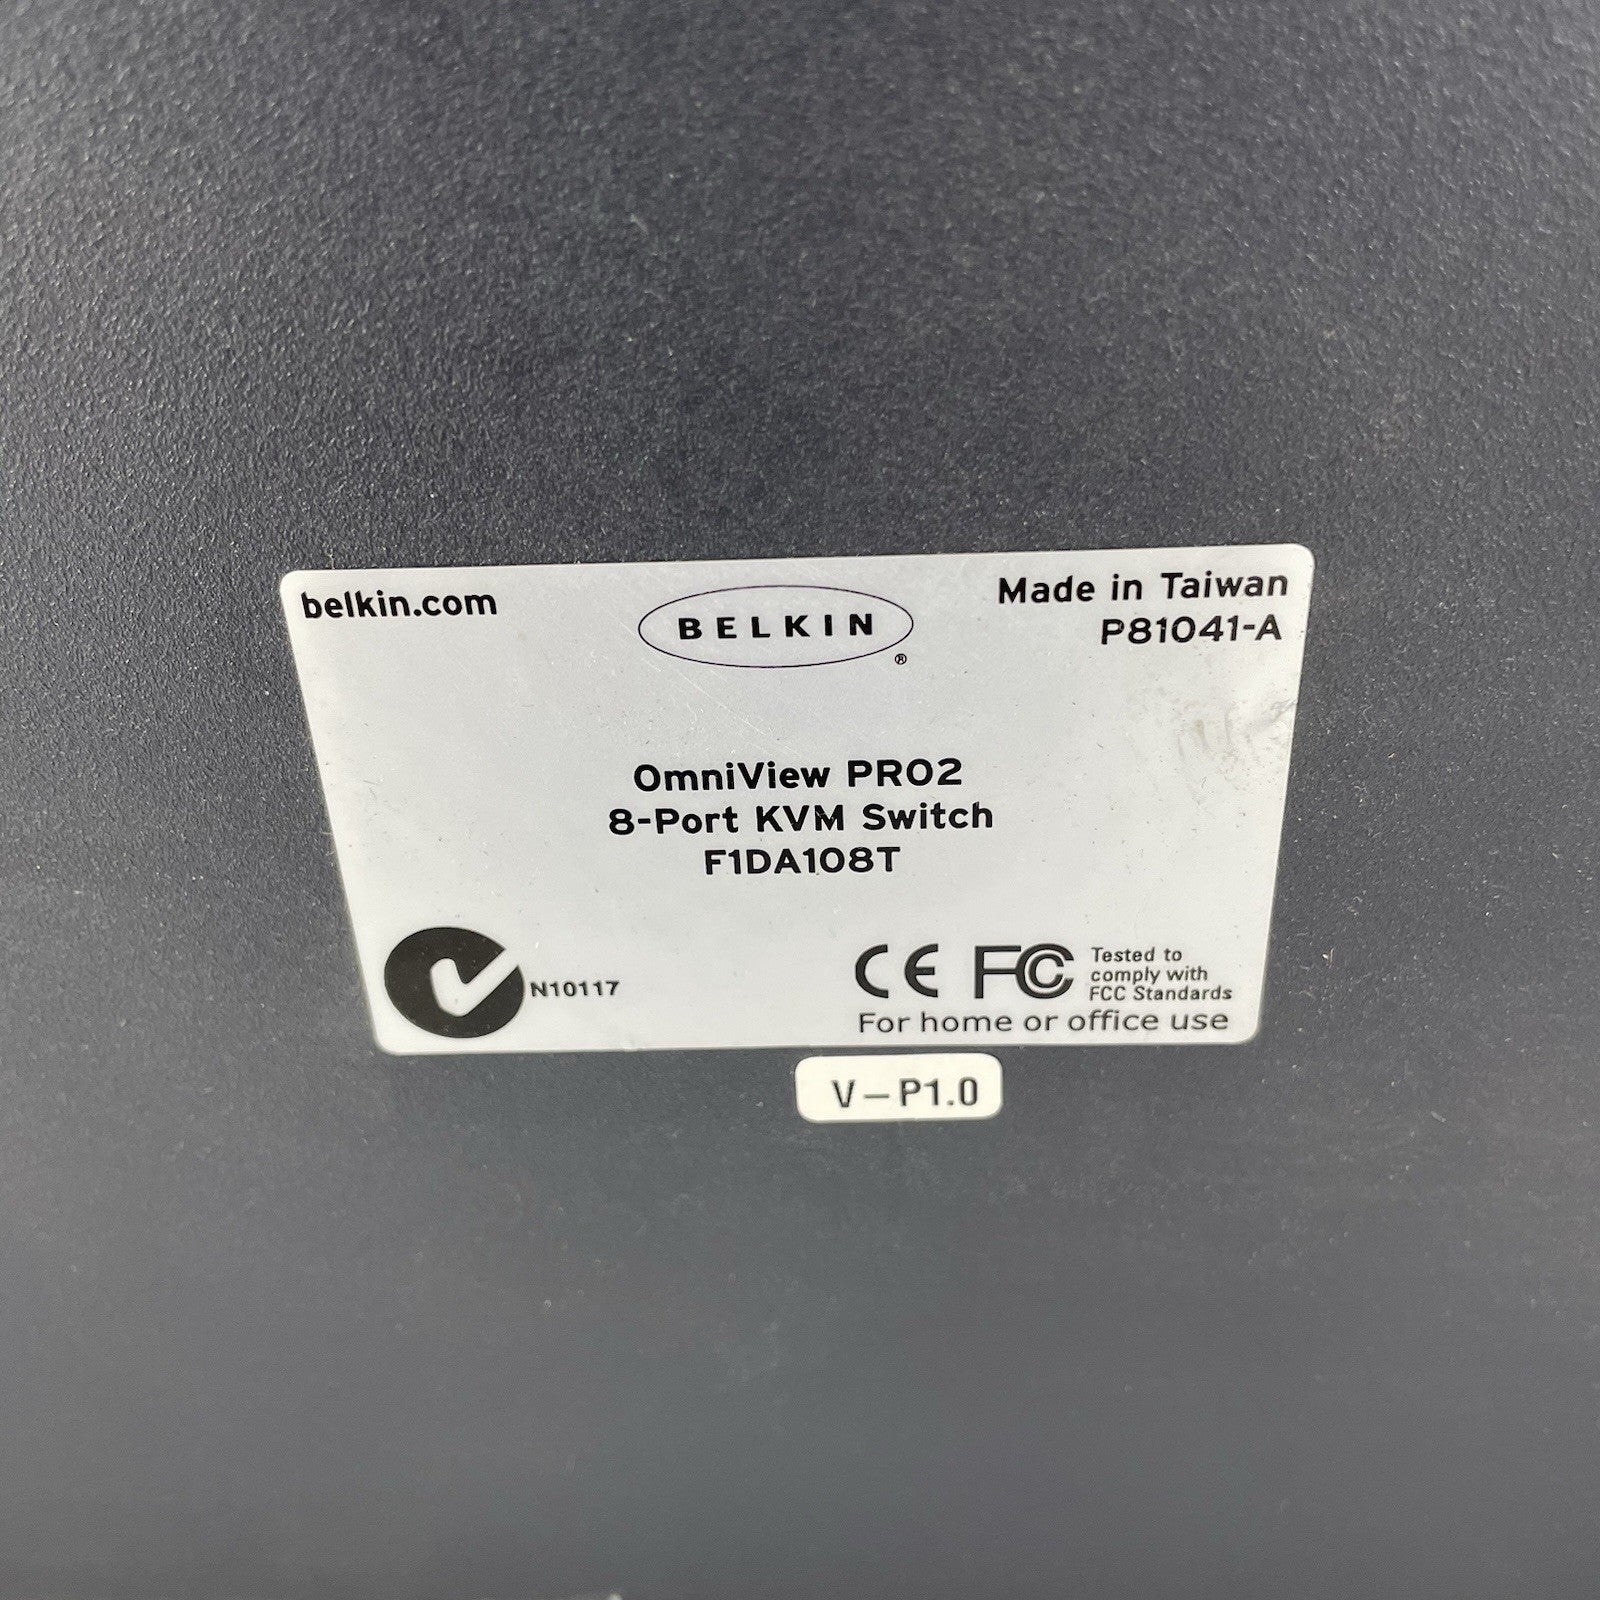 belkin.com
BELKIN
®
Made in Taiwan
P81041-A
OmniView PRO2
8-Port KVM Switch
F1DA108T
N10117
CE FC Tested to
comply with
FCC Standards
For home or office use
V-P1.0